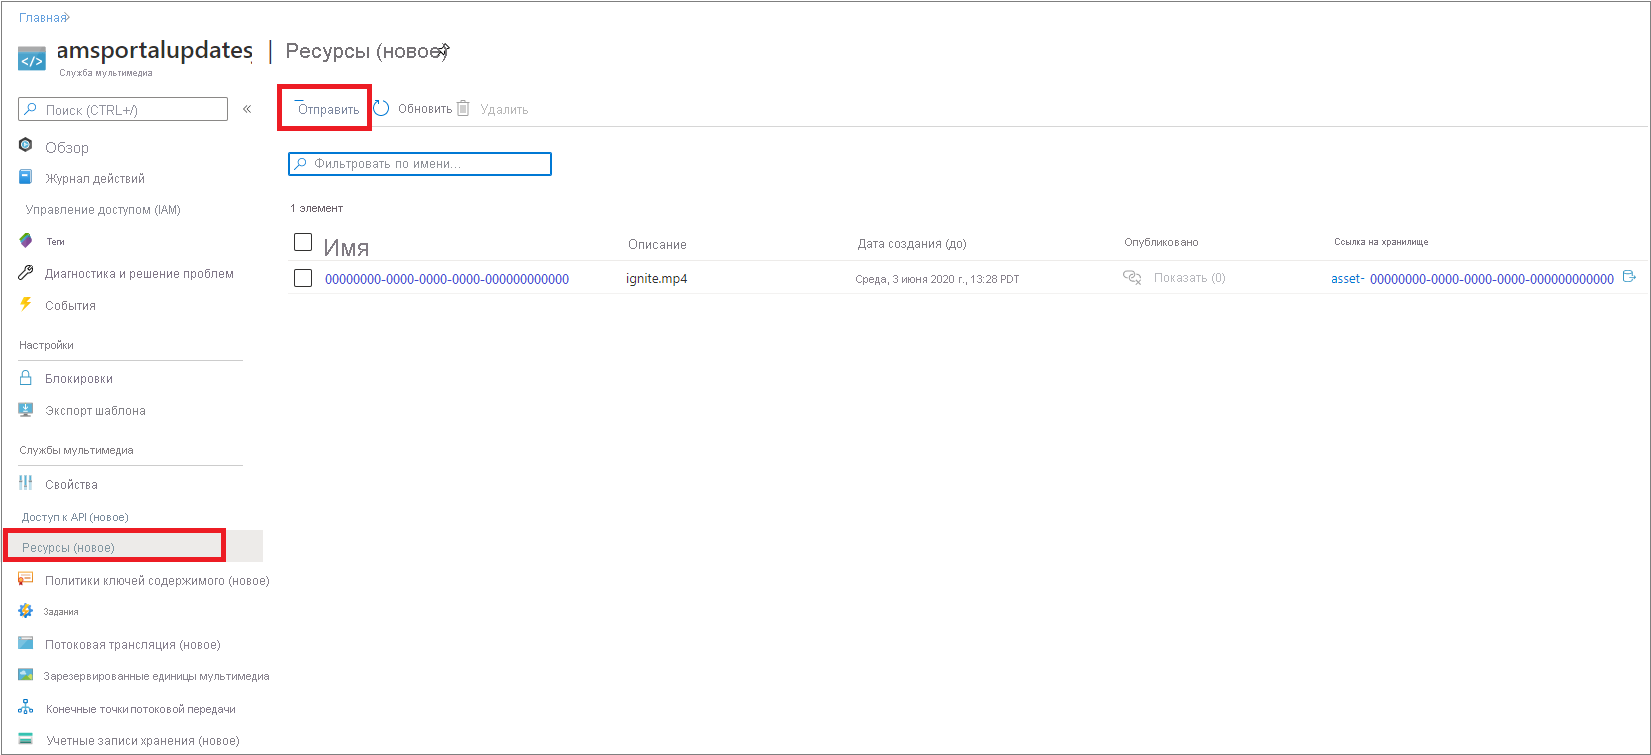 Главная
amsportalupdates | Ресурсы (новое)
Служба мультимедиа
Поиск (CTRL+/)
«
Отправить Обновить Удалить
Обзор
Журнал действий
Управление доступом (IAM)
Теги
Диагностика и решение проблем
События
Настройки
Блокировки
Экспорт шаблона
Службы мультимедиа
Свойства
Доступ к API (новое)
Ресурсы (новое)
Политики ключей содержимого (новое)
Задания
Потоковая трансляция (новое)
Зарезервированные единицы мультимедиа
Конечные точки потоковой передачи
Учетные записи хранения (новое)
Фильтровать по имени...
1 элемент
Имя Описание Дата создания (до) Опубликовано Ссылка на хранилище
00000000-0000-0000-0000-000000000000 ignite.mp4 Среда, 3 июня 2020 г., 13:28 PDT Показать (0) asset- 00000000-0000-0000-0000-000000000000